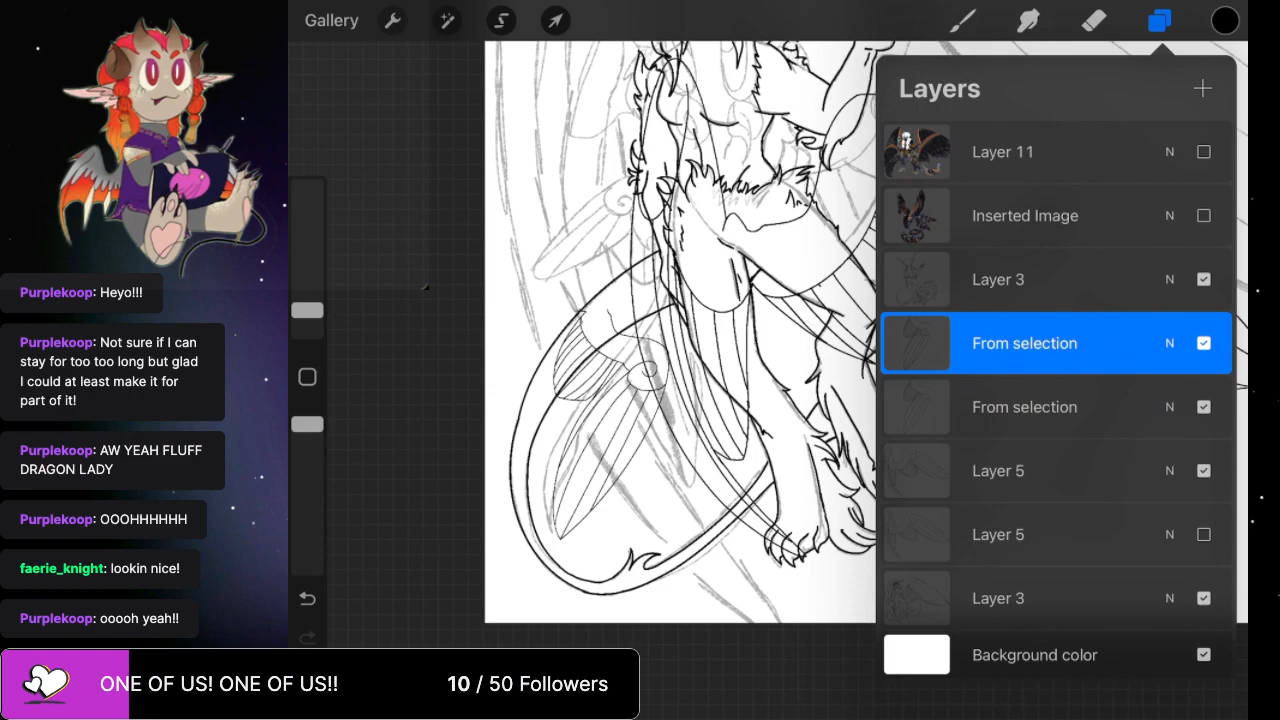 Gallery
Layers
Layer 11 N
Inserted Image N
Layer 3 N
From selection N
From selection N
Layer 5 N
Layer 5 N
Layer 3 N
Background color
Purplekoop: Heyo!!!
Purplekoop: Not sure if I can
stay for too too long but glad
I could at least make it for
part of it!
Purplekoop: AW YEAH FLUFF
DRAGON LADY
Purplekoop: OOOHHHHHH
faerie_knight: lookin nice!
Purplekoop: ooooh yeah!!
ONE OF US! ONE OF US!! 10 / 50 Followers